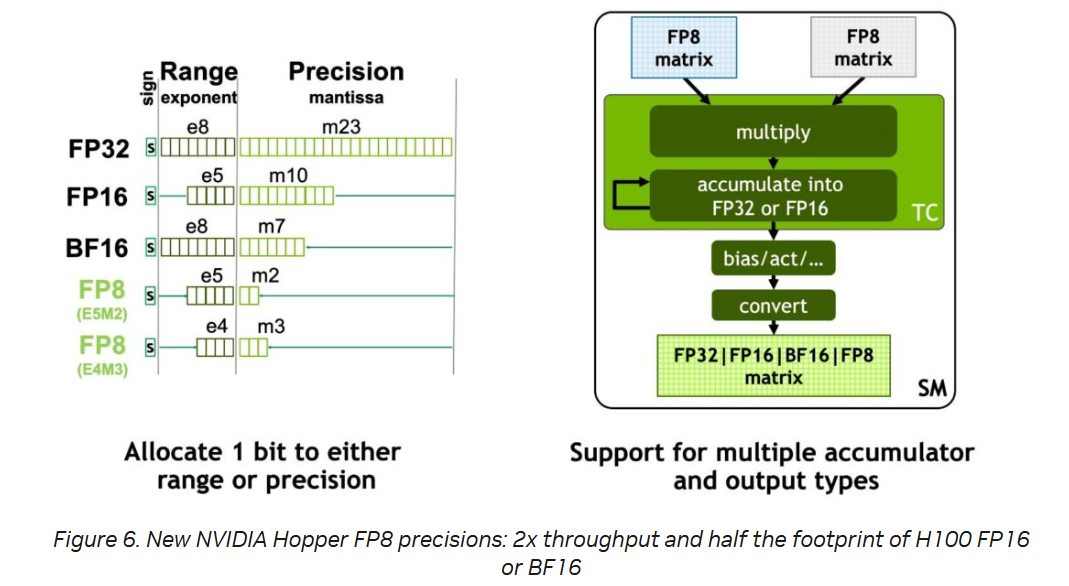 sign
Range
exponent
Precision
mantissa
e8
m23
FP32
s
e5
m10
FP16
s
e8
m7
BF16
s
e5
m2
FP8
(E5M2)
s
e4
m3
FP8
(E4M3)
s
Allocate 1 bit to either
range or precision
FP8
matrix
FP8
matrix
multiply
accumulate into
FP32 or FP16
TC
bias/act/...
convert
FP32|FP16|BF16|FP8
matrix
SM
Support for multiple accumulator
and output types
Figure 6. New NVIDIA Hopper FP8 precisions: 2x throughput and half the footprint of H100 FP16
or BF16